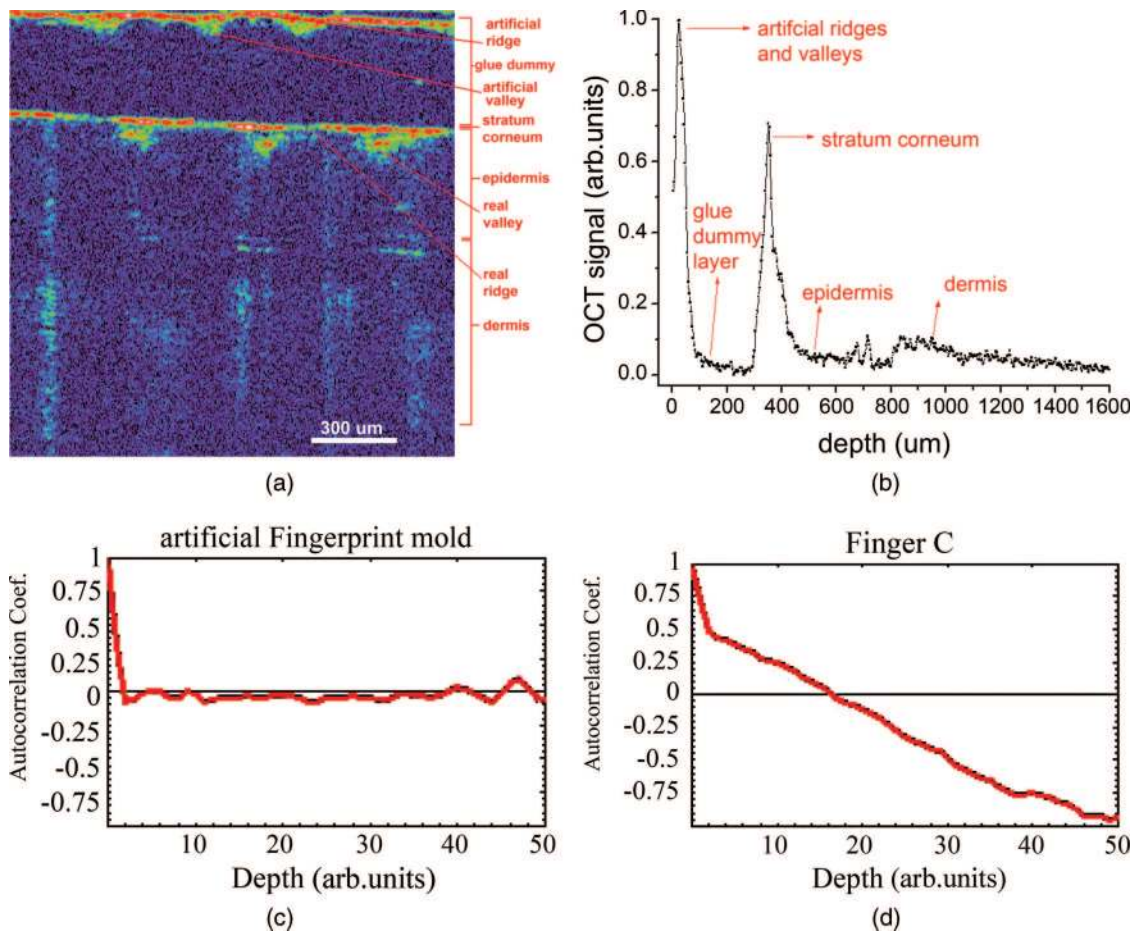 artificial
ridge
glue dummy
artificial
valley
stratum
corneum
epidermis
real
valley
real
ridge
dermis
300 um
(a)
OCT signal (arb.units)
1.0
0.8
0.6
0.4
0.2
0.0
artifcial ridges
and valleys
stratum corneum
glue
dummy
layer
epidermis
dermis
0 200 400 600 800 1000 1200 1400 1600
depth (um)
(b)
artificial Fingerprint mold
Autocorrelation Coef.
1
0.75
0.5
0.25
0
-0.25
-0.5
-0.75
10 20 30 40 50
Depth (arb.units)
(c)
Finger C
Autocorrelation Coef.
1
0.75
0.5
0.25
0
-0.25
-0.5
-0.75
10 20 30 40 50
Depth (arb.units)
(d)